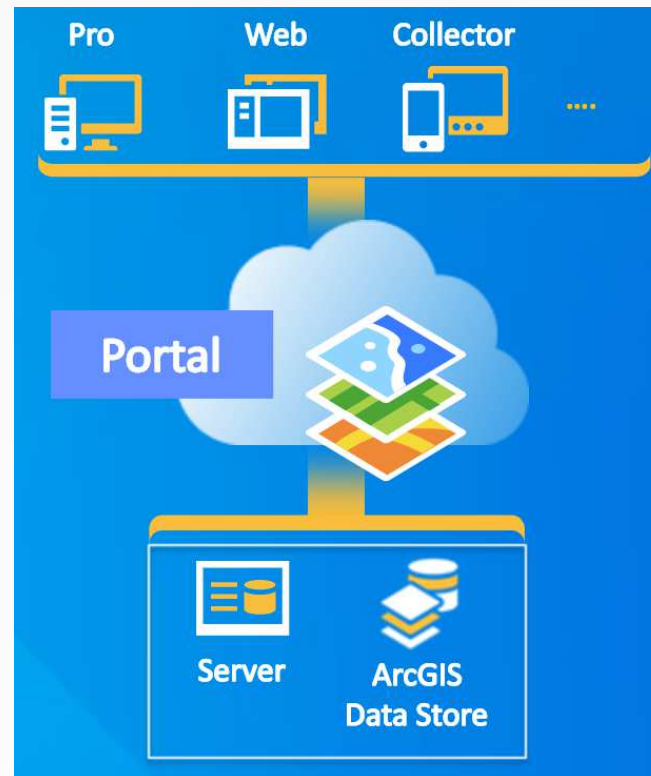 Pro
Web
Collector
....
Portal
Server
ArcGIS
Data Store